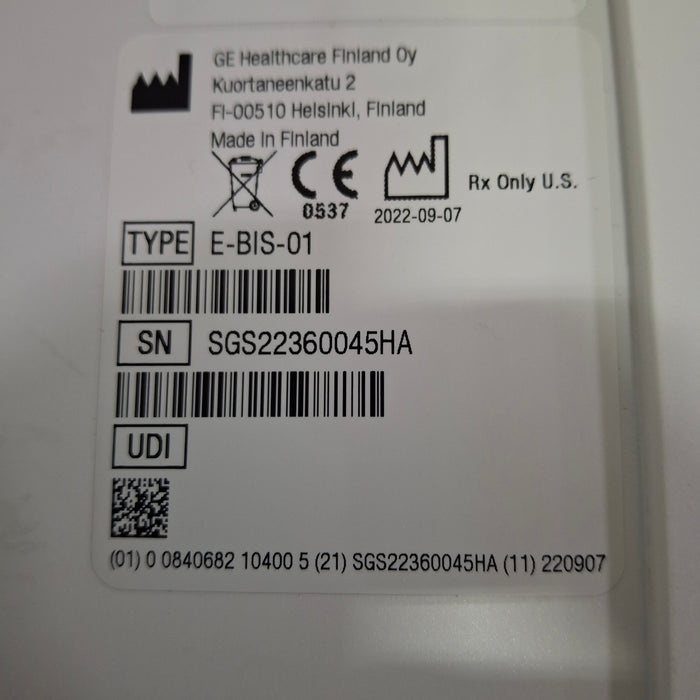 GE Healthcare Finland Oy
Kuortaneenkatu 2
FI-00510 Helsinki, Finland
Made in Finland
0537
2022-09-07
Rx Only U.S.
TYPE E-BIS-01
SN SGS22360045HA
UDI
(01) 0 0840682 10400 5 (21) SGS22360045HA (11) 220907